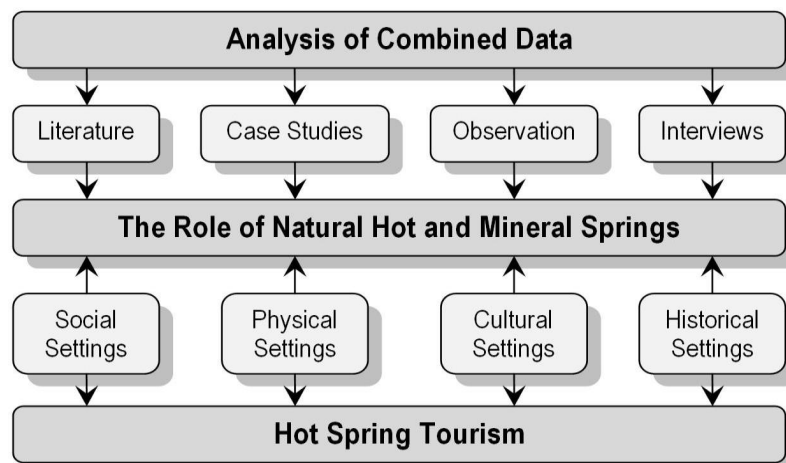 Analysis of Combined Data
Literature
Case Studies
Observation
Interviews
The Role of Natural Hot and Mineral Springs
Social
Settings
Physical
Settings
Cultural
Settings
Historical
Settings
Hot Spring Tourism